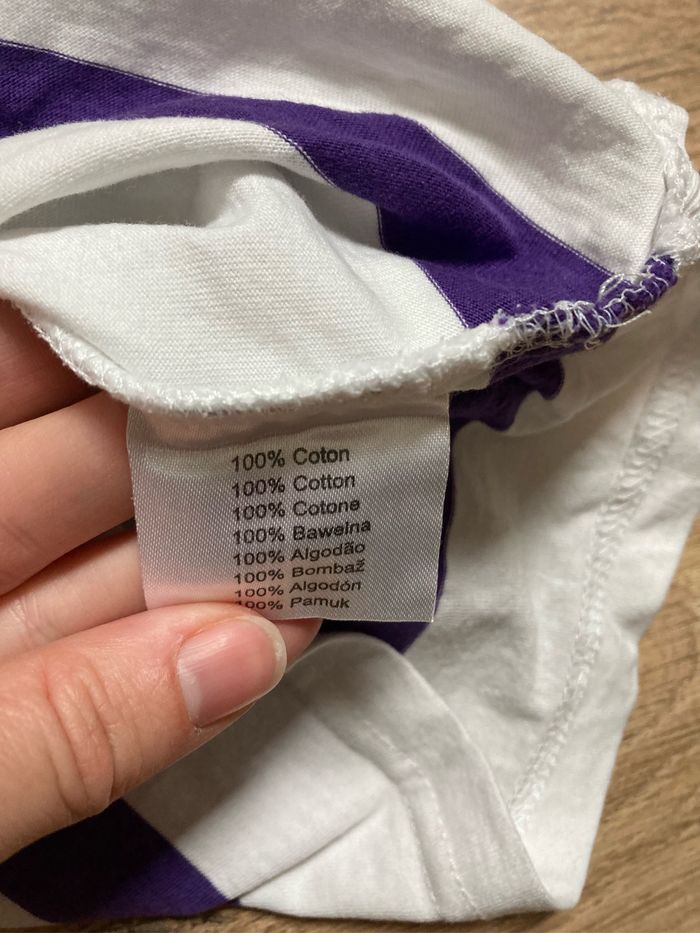 100% Coton
100% Cotton
100% Cotone
100% Bawełna
100% Algodão
100% Bombaž
100% Algodón
100% Pamuk